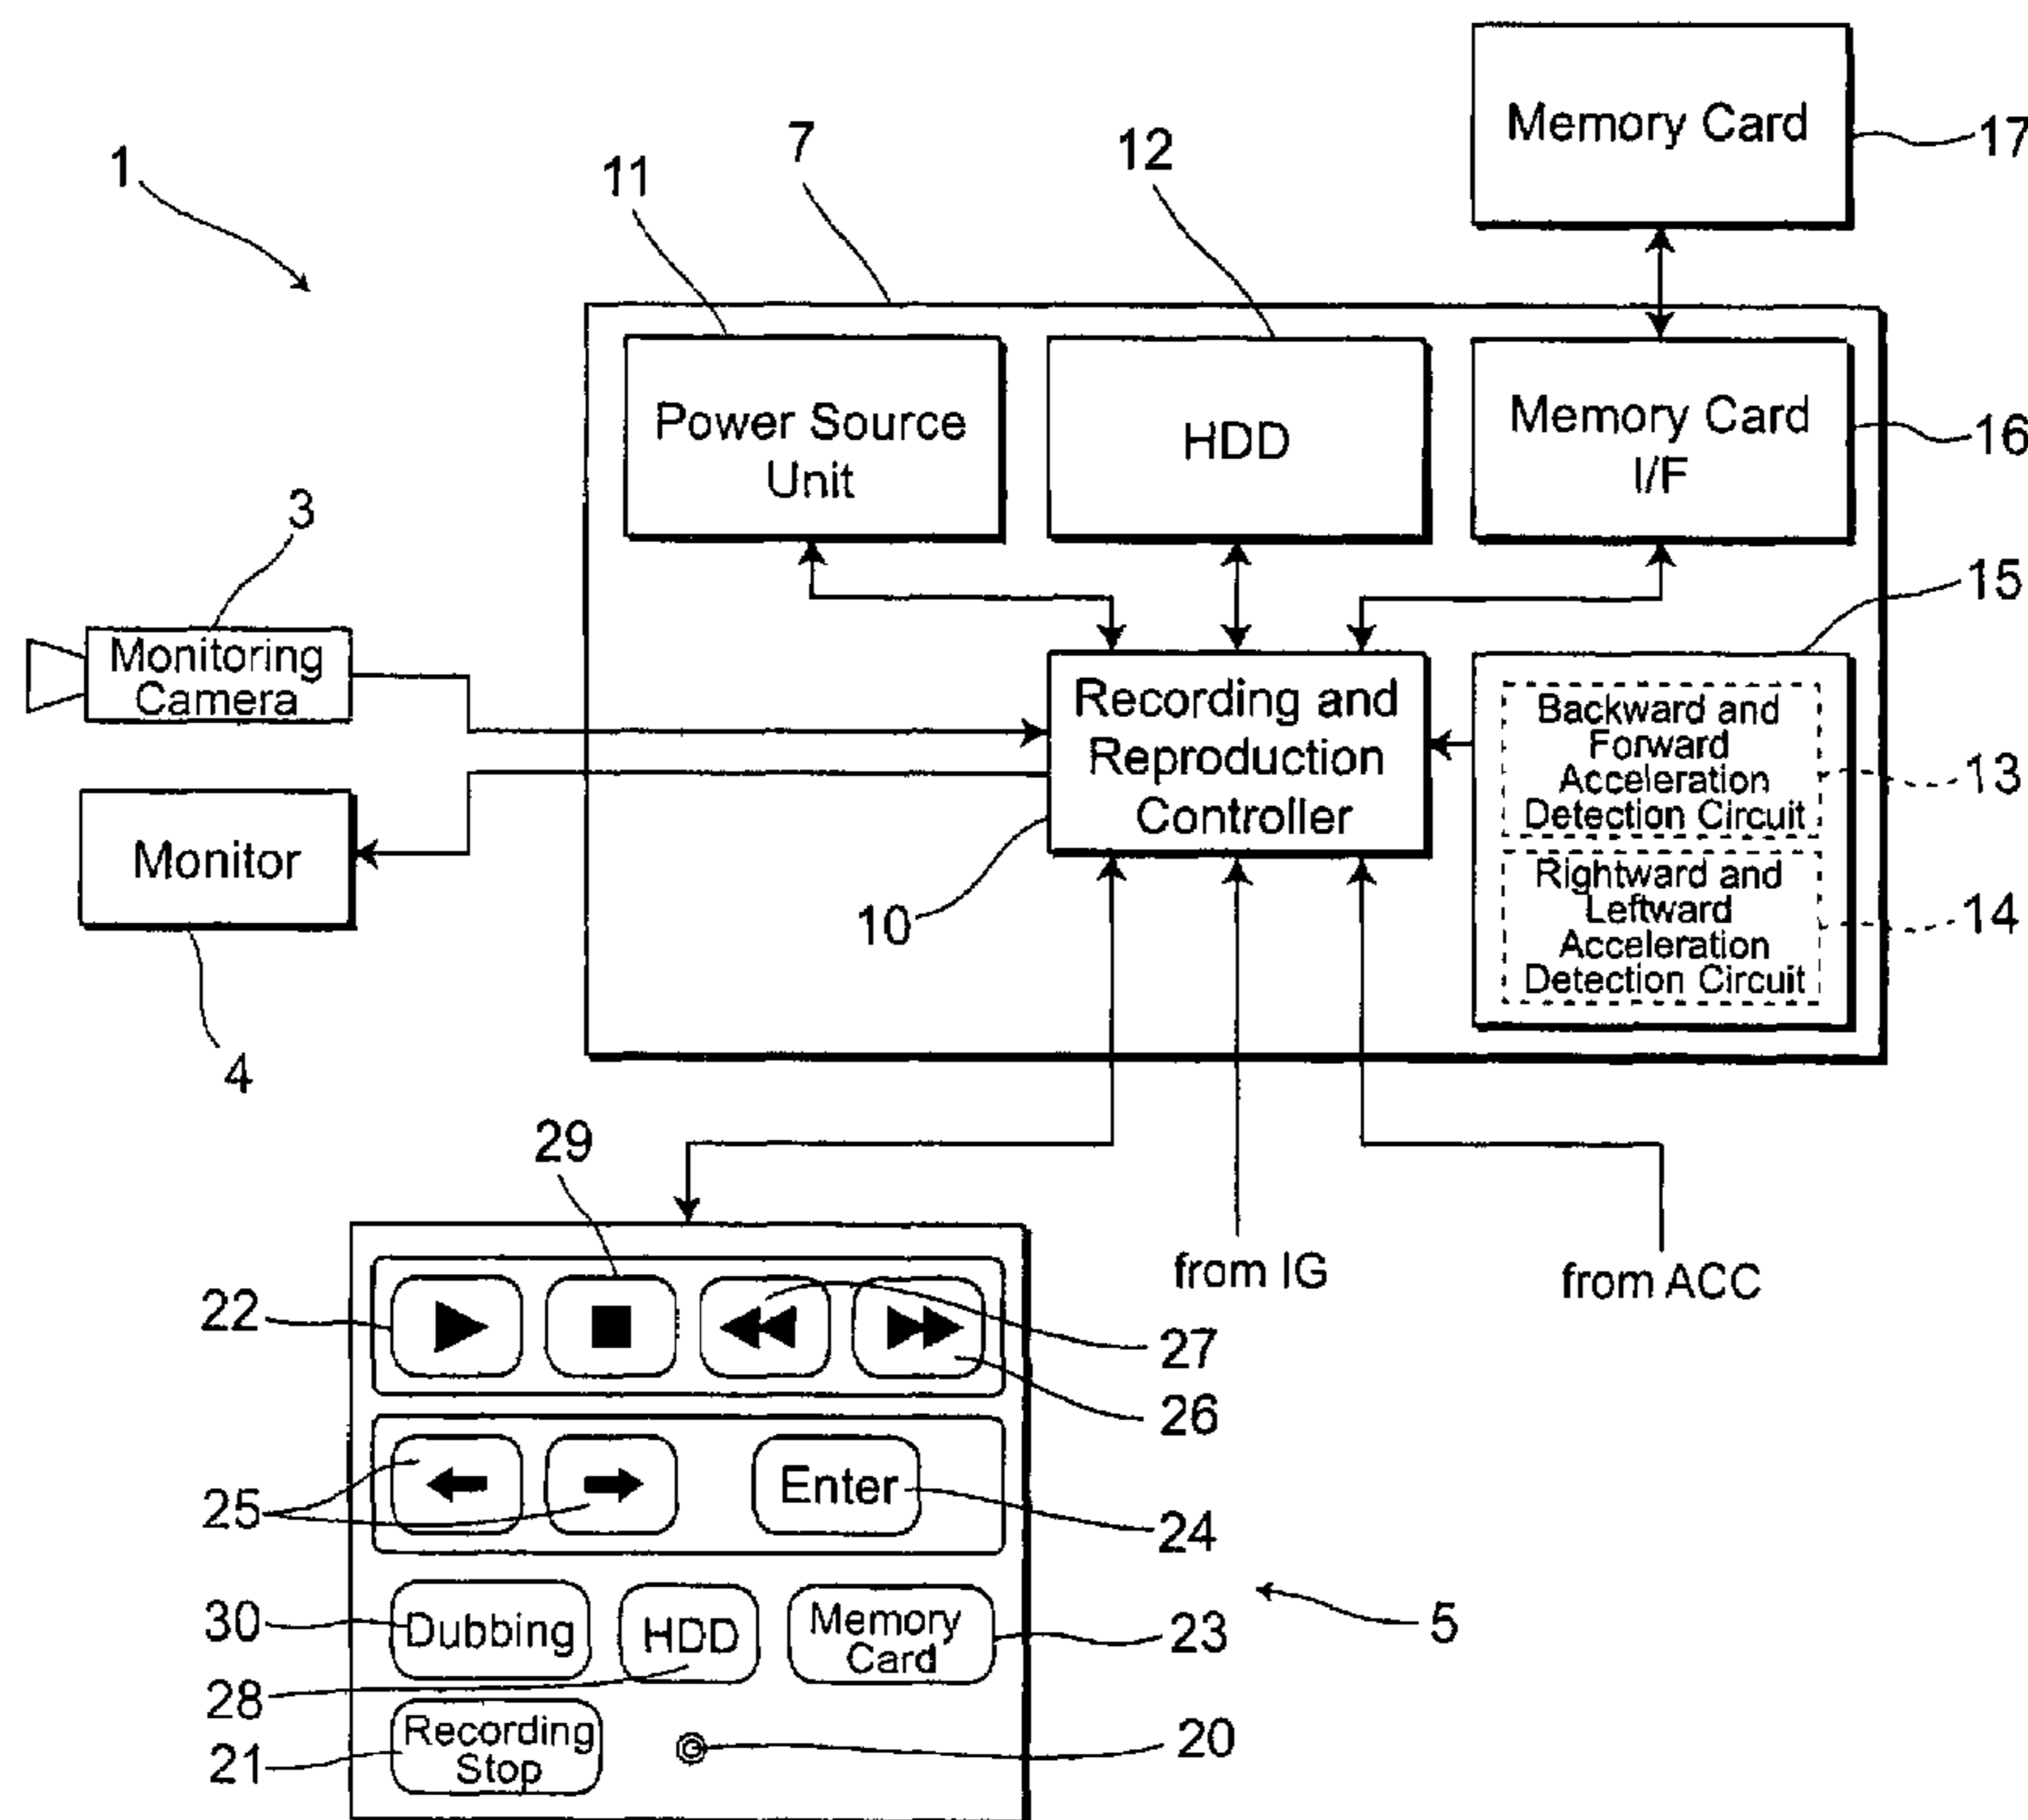 Memory Card
17
7
12
1
11
Power Source
Unit
HDD
Memory Card
I/F
16
3
15
Monitoring
Camera
Recording and
Reproduction
Controller
Backward and
Forward
Acceleration
Detection Circuit
13
Monitor
10
Rightward and
Leftward
Acceleration
Detection Circuit
14
4
29
from IG
from ACC
22
27
26
25
Enter
24
30
Dubbing
HDD
Memory
Card
23
5
28
21
Recording
Stop
20